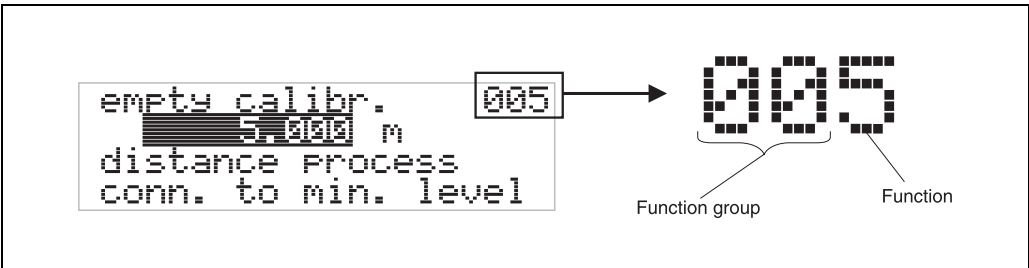 empty calibr. 005
5.000 m
distance process
conn. to min. level
005
Function group
Function